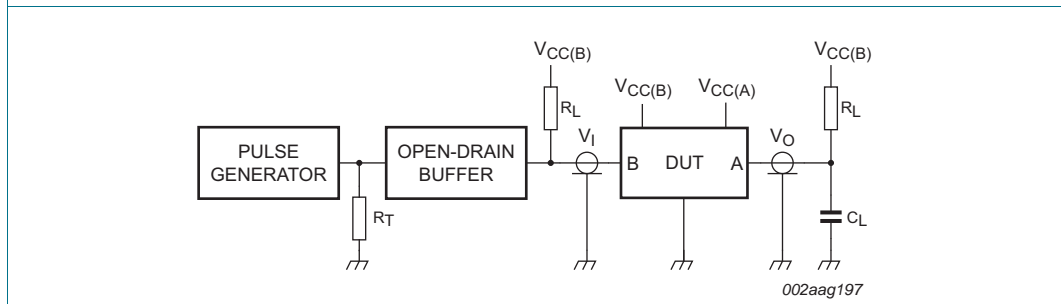 VCC(B)
VCC(B)
VCC(B)
VCC(A)
RL
VI
VO
RL
PULSE
GENERATOR
OPEN-DRAIN
BUFFER
B
DUT
A
RT
CL
002aag197